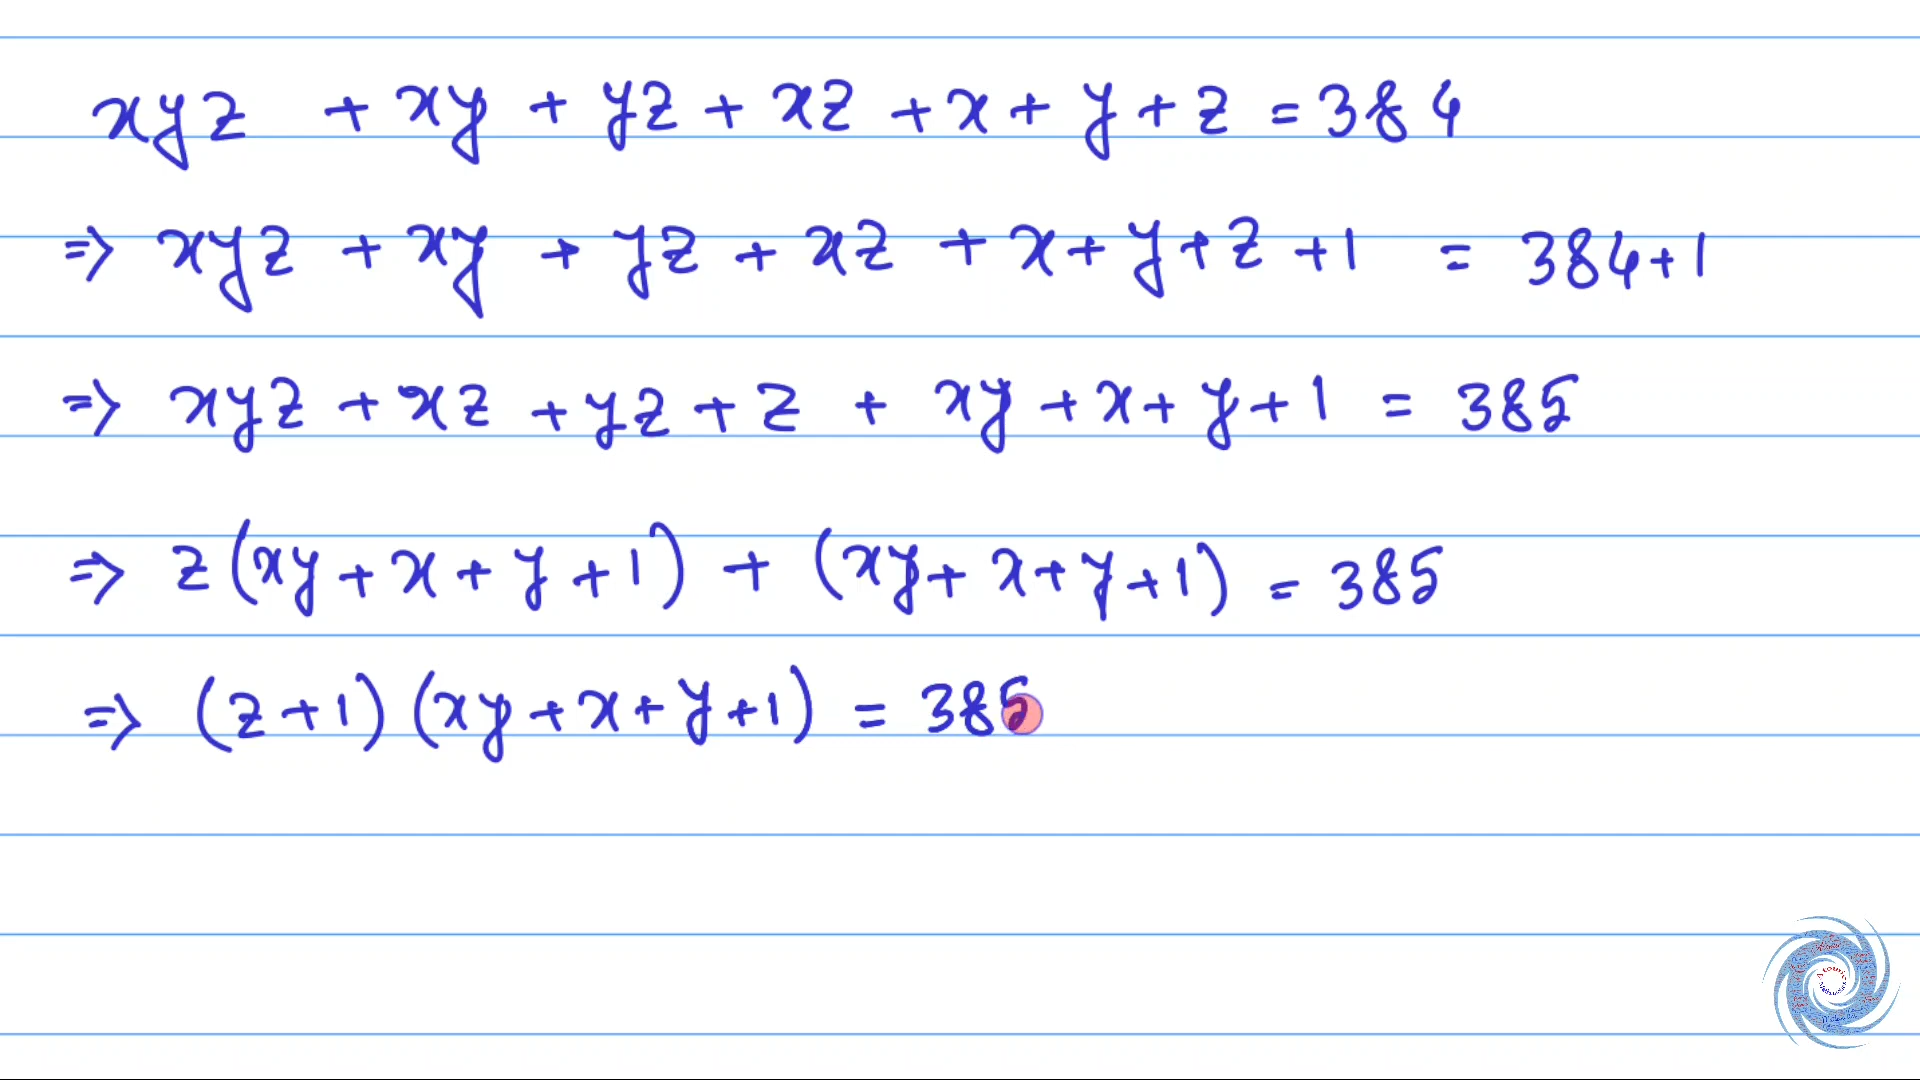 xyz + xy + yz + xz + x + y + z = 384
=> xyz + xy + yz + xz + x + y + z + 1 = 384 + 1
=> xyz + xz + yz + z + xy + x + y + 1 = 385
=> z(xy + x + y + 1) + (xy + x + y + 1) = 385
=> (z + 1)(xy + x + y + 1) = 385